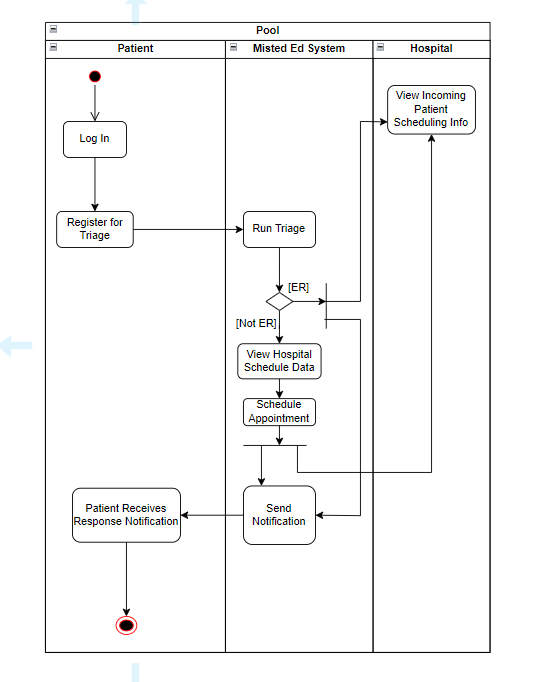 Pool
Patient
Misted Ed System
Hospital
View Incoming
Patient
Scheduling Info
Log In
Register for
Triage
Run Triage
[ER]
[Not ER]
View Hospital
Schedule Data
Schedule
Appointment
Patient Receives
Response Notification
Send
Notification